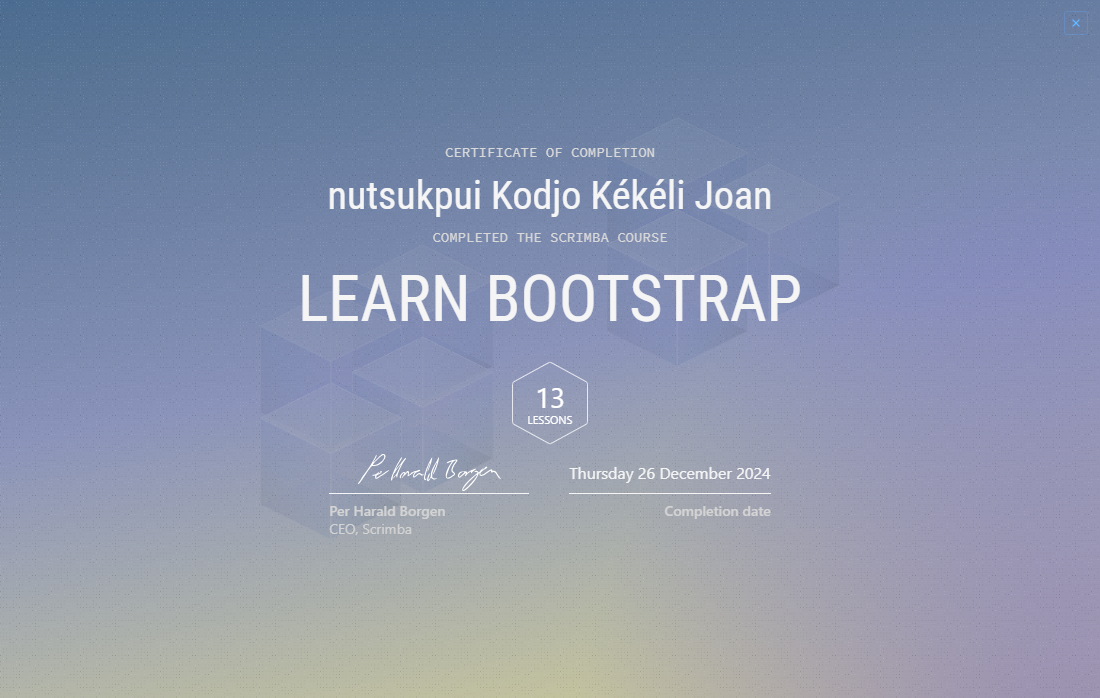 CERTIFICATE OF COMPLETION
nutsukpui Kodjo Kékéli Joan
COMPLETED THE SCRIMBA COURSE
LEARN BOOTSTRAP
13
LESSONS
Per Harald Borgen
Thursday 26 December 2024
Per Harald Borgen
Completion date
CEO, Scrimba